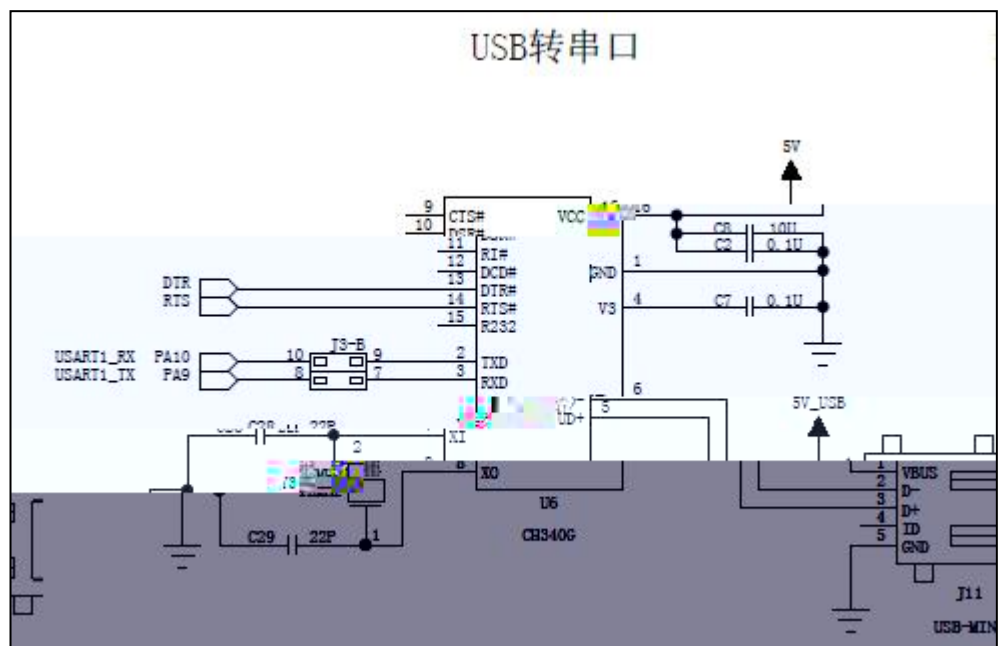 USB转串口
5V
9 CTS# VCC
10
C3 10U
11 RI# C2 0.1U
12 DCD# GND 1
DTR 13 DTR#
RTS 14 RTS# V3 4 C7 0.1U
15 R232
J3-B
USART1_RX PA10 10 9 2 TXD
USART1_TX PA9 8 7 3 RXD
6
5V_USB
UD+ 5
XI
2
8 XO
1 VBUS
2 D-
3 D+
4 ID
5 GND
U6
CH340G
C29 22P 1
J11
USB-MIN